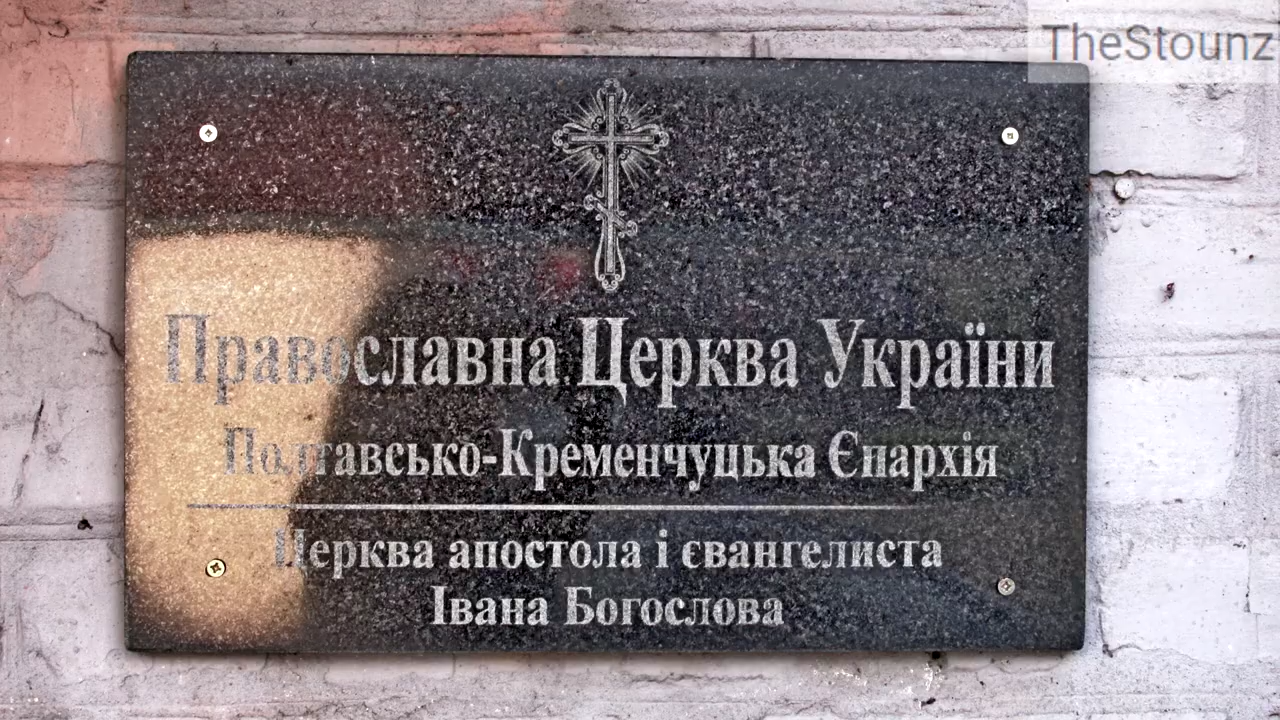 TheStounz
Православна Церква України
Полтавсько-Кременчуцька Єпархія
Церква апостола і євангелиста
Івана Богослова